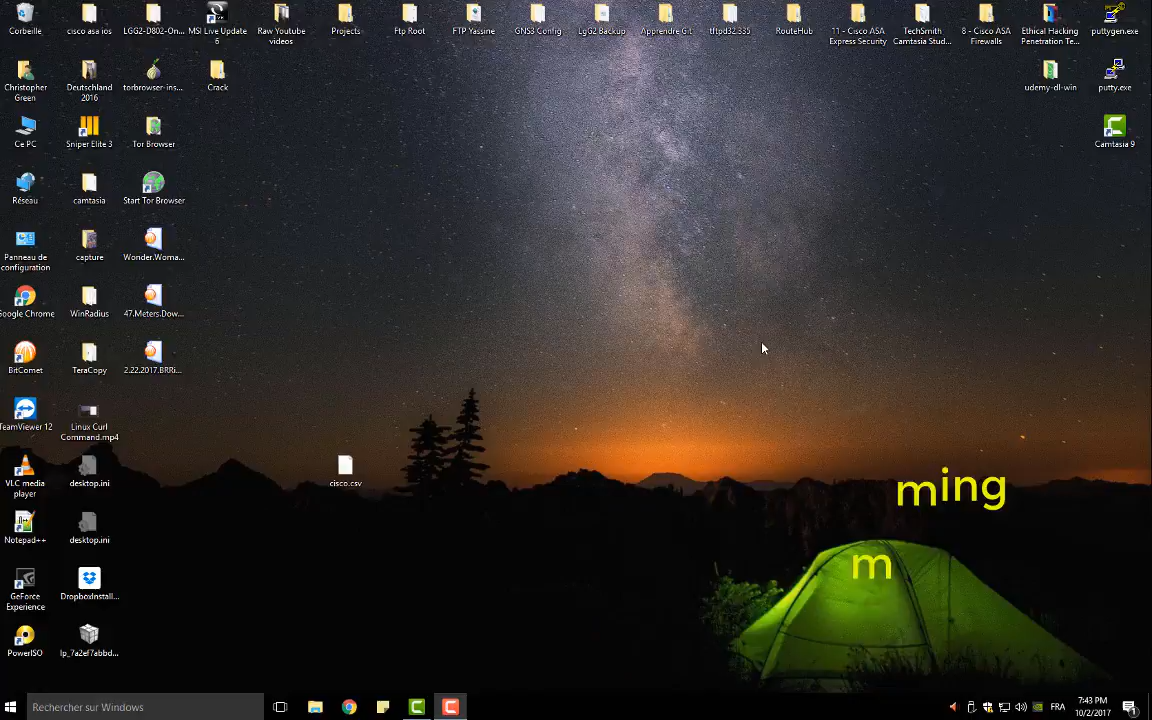 Corbeille
cisco asa ios
LGG2-D802-On...
MSI Live Update
6
Raw Youtube
videos
Projects
Ftp Root
FTP Yassine
GNS3 Config
LgG2 Backup
Apprendre Git
tftpd32.335
RouteHub
11 - Cisco ASA
Express Security
TechSmith
Camtasia Stud...
8 - Cisco ASA
Firewalls
Ethical Hacking
Penetration Te...
puttygen.exe
Christopher
Green
Deutschland
2016
torbrowser-ins...
Crack
udemy-dl-win
putty.exe
Ce PC
Sniper Elite 3
Tor Browser
Camtasia 9
Réseau
camtasia
Start Tor Browser
Panneau de
configuration
capture
Wonder.Woma...
Google Chrome
WinRadius
47.Meters.Dow...
BitComet
TeraCopy
2.22.2017.BRRi...
TeamViewer 12
Linux Curl
Command.mp4
VLC media
player
desktop.ini
cisco.csv
ming
Notepad++
desktop.ini
m
GeForce
Experience
DropboxInstall...
PowerISO
lp_7a2ef7abbd...
Rechercher sur Windows
FRA
7:43 PM
10/2/2017